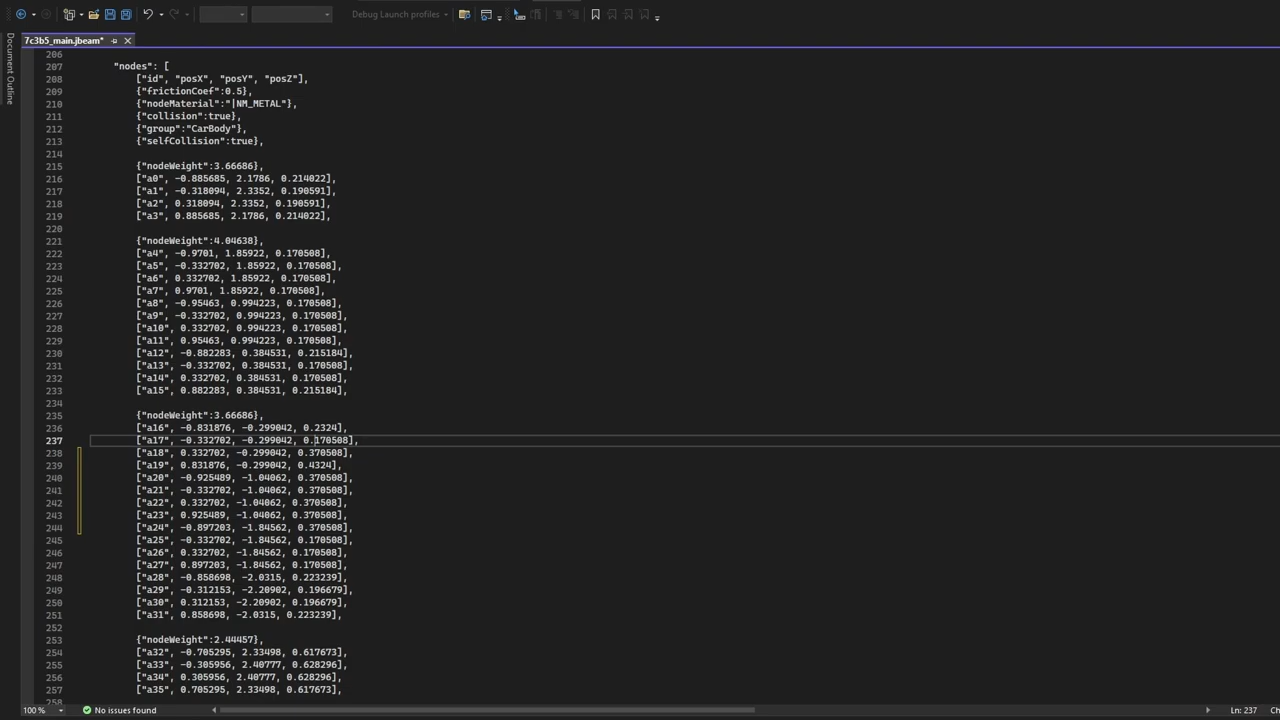 Debug Launch profiles
7c3b5_main.jbeam*
Document Outline
206
207 "nodes": [
208 ["id", "posX", "posY", "posZ"],
209 {"frictionCoef":0.5},
210 {"nodeMaterial":"|NM_METAL"},
211 {"collision":true},
212 {"group":"CarBody"},
213 {"selfCollision":true},
214
215 {"nodeWeight":3.66686},
216 ["a0", -0.885685, 2.1786, 0.214022],
217 ["a1", -0.318094, 2.3352, 0.190591],
218 ["a2", 0.318094, 2.3352, 0.190591],
219 ["a3", 0.885685, 2.1786, 0.214022],
220
221 {"nodeWeight":4.04638},
222 ["a4", -0.9701, 1.85922, 0.170508],
223 ["a5", -0.332702, 1.85922, 0.170508],
224 ["a6", 0.332702, 1.85922, 0.170508],
225 ["a7", 0.9701, 1.85922, 0.170508],
226 ["a8", -0.95463, 0.994223, 0.170508],
227 ["a9", -0.332702, 0.994223, 0.170508],
228 ["a10", 0.332702, 0.994223, 0.170508],
229 ["a11", 0.95463, 0.994223, 0.170508],
230 ["a12", -0.882283, 0.384531, 0.215184],
231 ["a13", -0.332702, 0.384531, 0.170508],
232 ["a14", 0.332702, 0.384531, 0.170508],
233 ["a15", 0.882283, 0.384531, 0.215184],
234
235 {"nodeWeight":3.66686},
236 ["a16", -0.831876, -0.299042, 0.2324],
237 ["a17", -0.332702, -0.299042, 0.170508],
238 ["a18", 0.332702, -0.299042, 0.370508],
239 ["a19", 0.831876, -0.299042, 0.4324],
240 ["a20", -0.925489, -1.04062, 0.370508],
241 ["a21", -0.332702, -1.04062, 0.370508],
242 ["a22", 0.332702, -1.04062, 0.370508],
243 ["a23", 0.925489, -1.04062, 0.370508],
244 ["a24", -0.897203, -1.84562, 0.370508],
245 ["a25", -0.332702, -1.84562, 0.170508],
246 ["a26", 0.332702, -1.84562, 0.170508],
247 ["a27", 0.897203, -1.84562, 0.170508],
248 ["a28", -0.858698, -2.0315, 0.223239],
249 ["a29", -0.312153, -2.20902, 0.196679],
250 ["a30", 0.312153, -2.20902, 0.196679],
251 ["a31", 0.858698, -2.0315, 0.223239],
252
253 {"nodeWeight":2.44457},
254 ["a32", -0.705295, 2.33498, 0.617673],
255 ["a33", -0.305956, 2.40777, 0.628296],
256 ["a34", 0.305956, 2.40777, 0.628296],
257 ["a35", 0.705295, 2.33498, 0.617673],
258
100 % No issues found Ln: 237